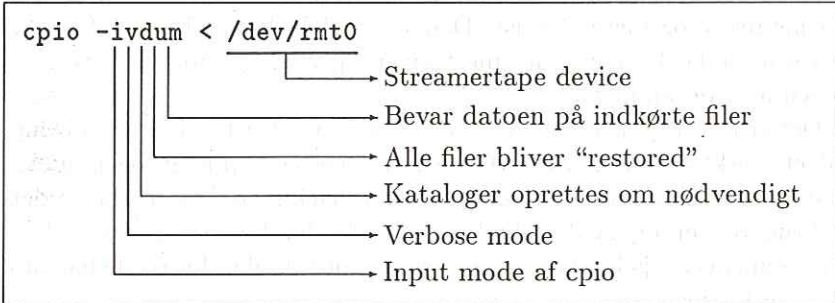 cpio -ivdum < /dev/rmt0
Streamertape device
Bevar datoen på indkørte filer
Alle filer bliver “restored”
Kataloger oprettes om nødvendigt
Verbose mode
Input mode af cpio